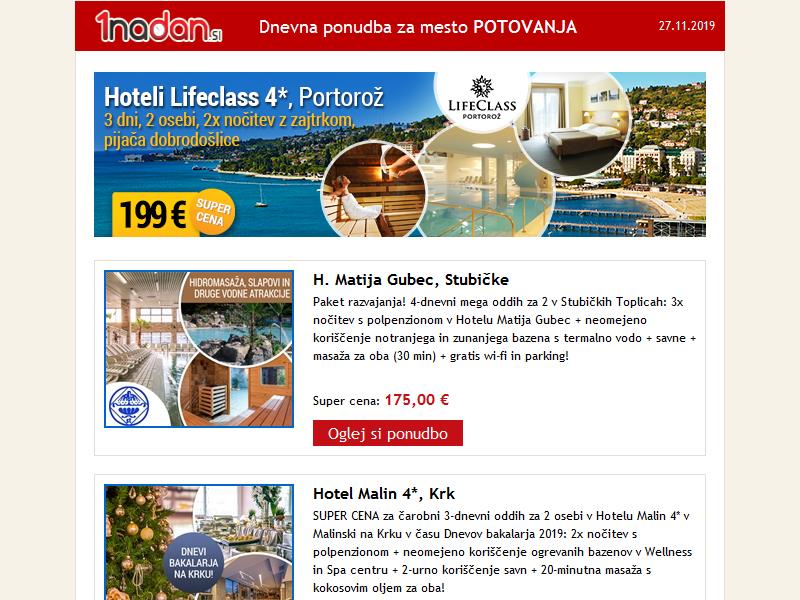 1nadan.si
Dnevna ponudba za mesto POTOVANJA
27.11.2019
Hoteli Lifeclass 4*, Portorož
3 dni, 2 osebi, 2x nočitev z zajtrkom,
pijača dobrodošlice
199 €
SUPER
CENA
LIFECLASS
PORTOROŽ
HIDROMASAŽA, SLAPOVI IN
DRUGE VODNE ATRAKCIJE
H. Matija Gubec, Stubičke
Paket razvajanja! 4-dnevni mega oddih za 2 v Stubičkih Toplicah: 3x
nočitev s polpenzionom v Hotelu Matija Gubec + neomejeno
koriščenje notranjega in zunanjega bazena s termalno vodo + savne +
masaža za oba (30 min) + gratis wi-fi in parking!
Super cena: 175,00 €
Oglej si ponudbo
DNEVI
BAKALARJA
NA KRKU!
Hotel Malin 4*, Krk
SUPER CENA za čarobni 3-dnevni oddih za 2 osebi v Hotelu Malin 4* v
Malinski na Krku v času Dnevov bakalarja 2019: 2x nočitev s
polpenzionom + neomejeno koriščenje ogrevanih bazenov v Wellness
in Spa centru + 2-urno koriščenje savn + 20-minutna masaža s
kokosovim oljem za oba!